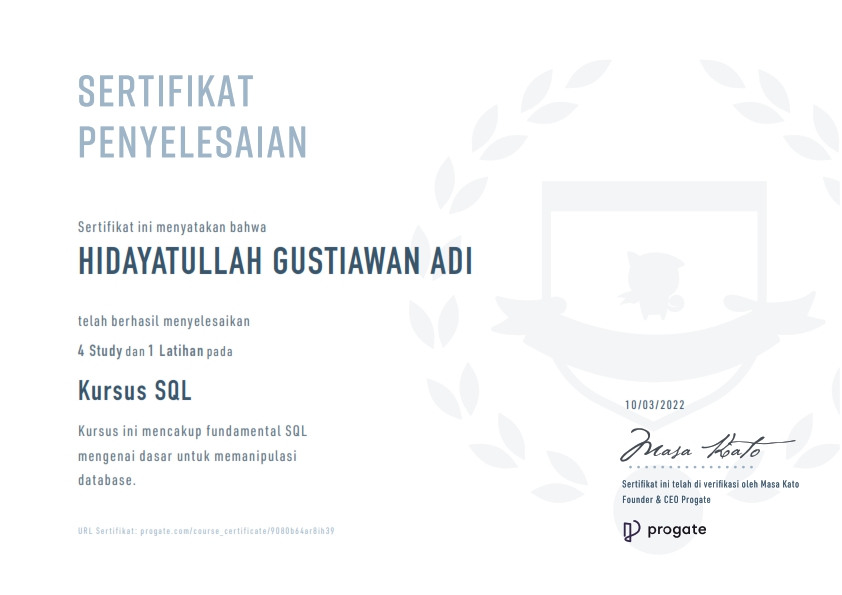 SERTIFIKAT
PENYELESAIAN
Sertifikat ini menyatakan bahwa
HIDAYATULLAH GUSTIAWAN ADI
telah berhasil menyelesaikan
4 Study dan 1 Latihan pada
Kursus SQL
Kursus ini mencakup fundamental SQL
mengenai dasar untuk memanipulasi
database.
URL Sertifikat: progate.com/course_certificate/9080b64ar8ih39
10/03/2022
Masa Kato
Sertifikat ini telah di verifikasi oleh Masa Kato
Founder & CEO Progate
progate